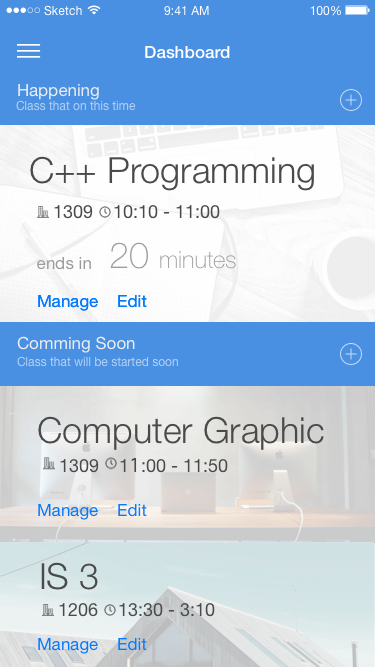 Sketch 9:41 AM 100%
Dashboard
Happening
Class that on this time
C++ Programming
1309 10:10 - 11:00
ends in 20 minutes
Manage Edit
Comming Soon
Class that will be started soon
Computer Graphic
1309 11:00 - 11:50
Manage Edit
IS 3
1206 13:30 - 3:10
Manage Edit